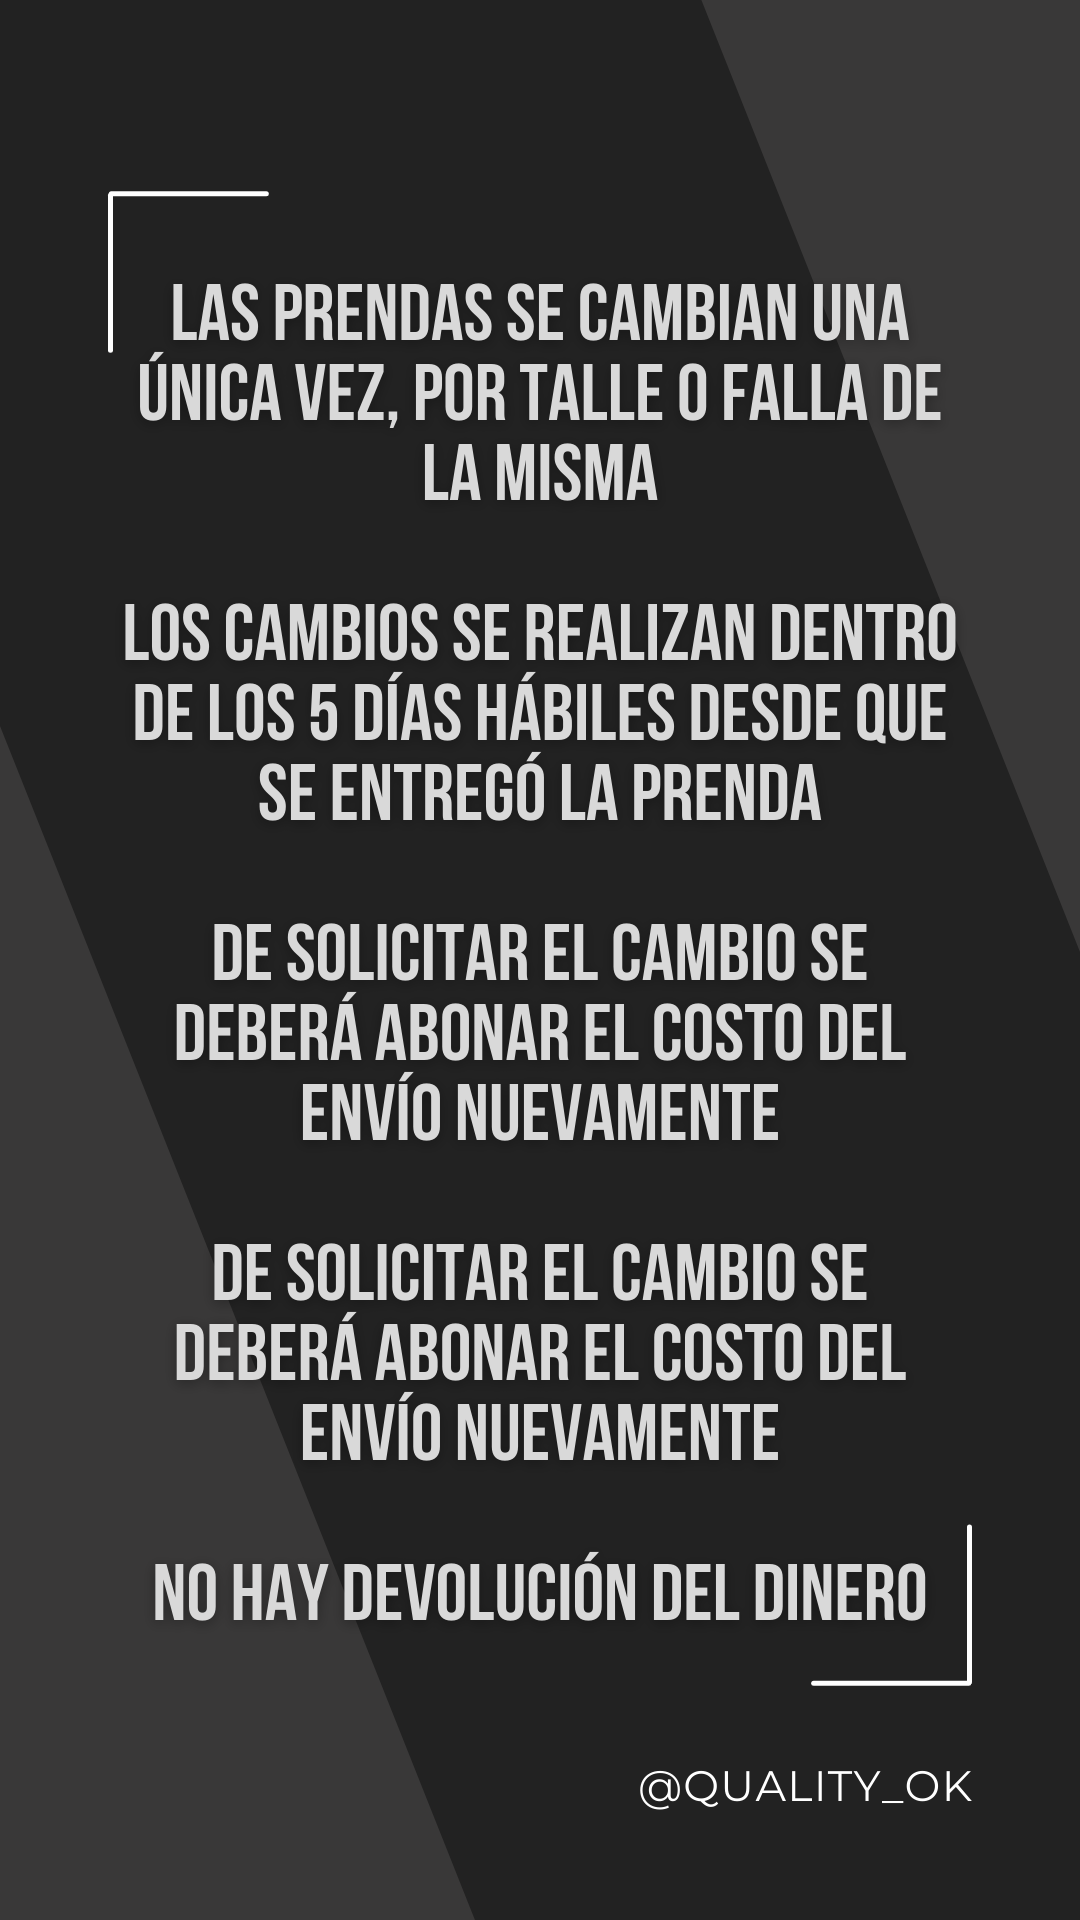 LAS PRENDAS SE CAMBIAN UNA
ÚNICA VEZ, POR TALLE O FALLA DE
LA MISMA
LOS CAMBIOS SE REALIZAN DENTRO
DE LOS 5 DÍAS HÁBILES DESDE QUE
SE ENTREGÓ LA PRENDA
DE SOLICITAR EL CAMBIO SE
DEBERÁ ABONAR EL COSTO DEL
ENVÍO NUEVAMENTE
DE SOLICITAR EL CAMBIO SE
DEBERÁ ABONAR EL COSTO DEL
ENVÍO NUEVAMENTE
NO HAY DEVOLUCIÓN DEL DINERO
@QUALITY_OK